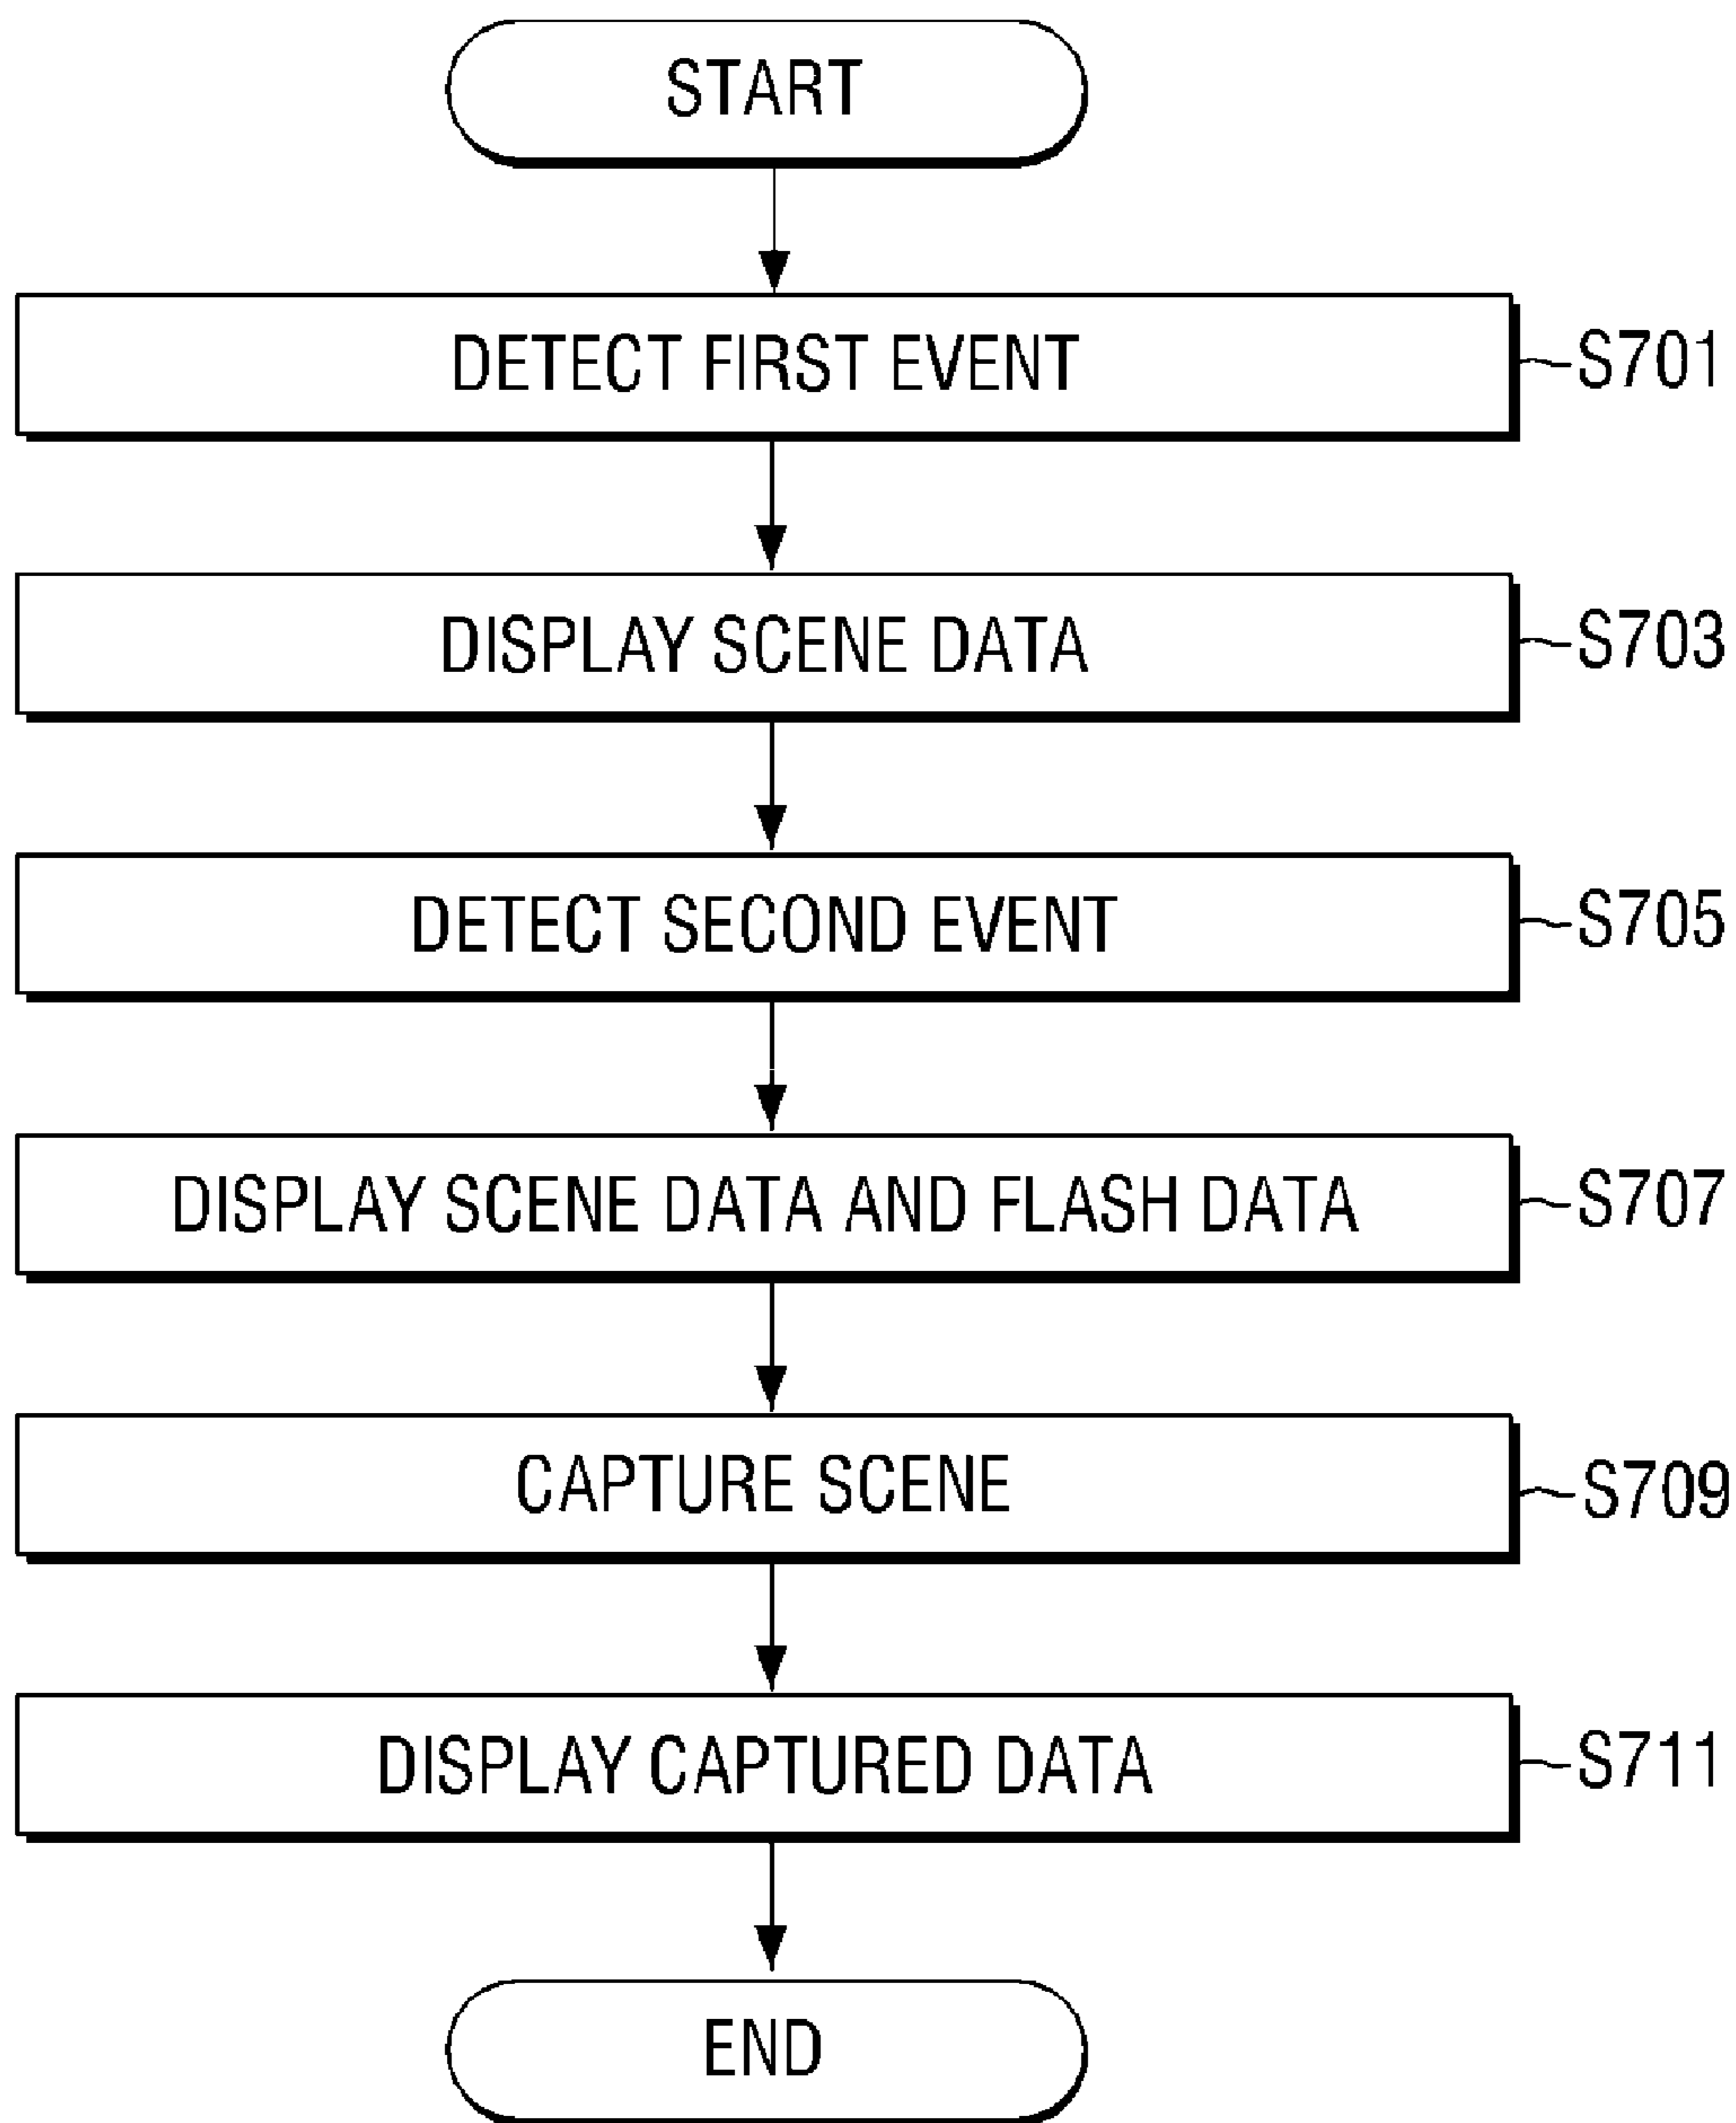 START
DETECT FIRST EVENT
S701
DISPLAY SCENE DATA
S703
DETECT SECOND EVENT
S705
DISPLAY SCENE DATA AND FLASH DATA
S707
CAPTURE SCENE
S709
DISPLAY CAPTURED DATA
S711
END